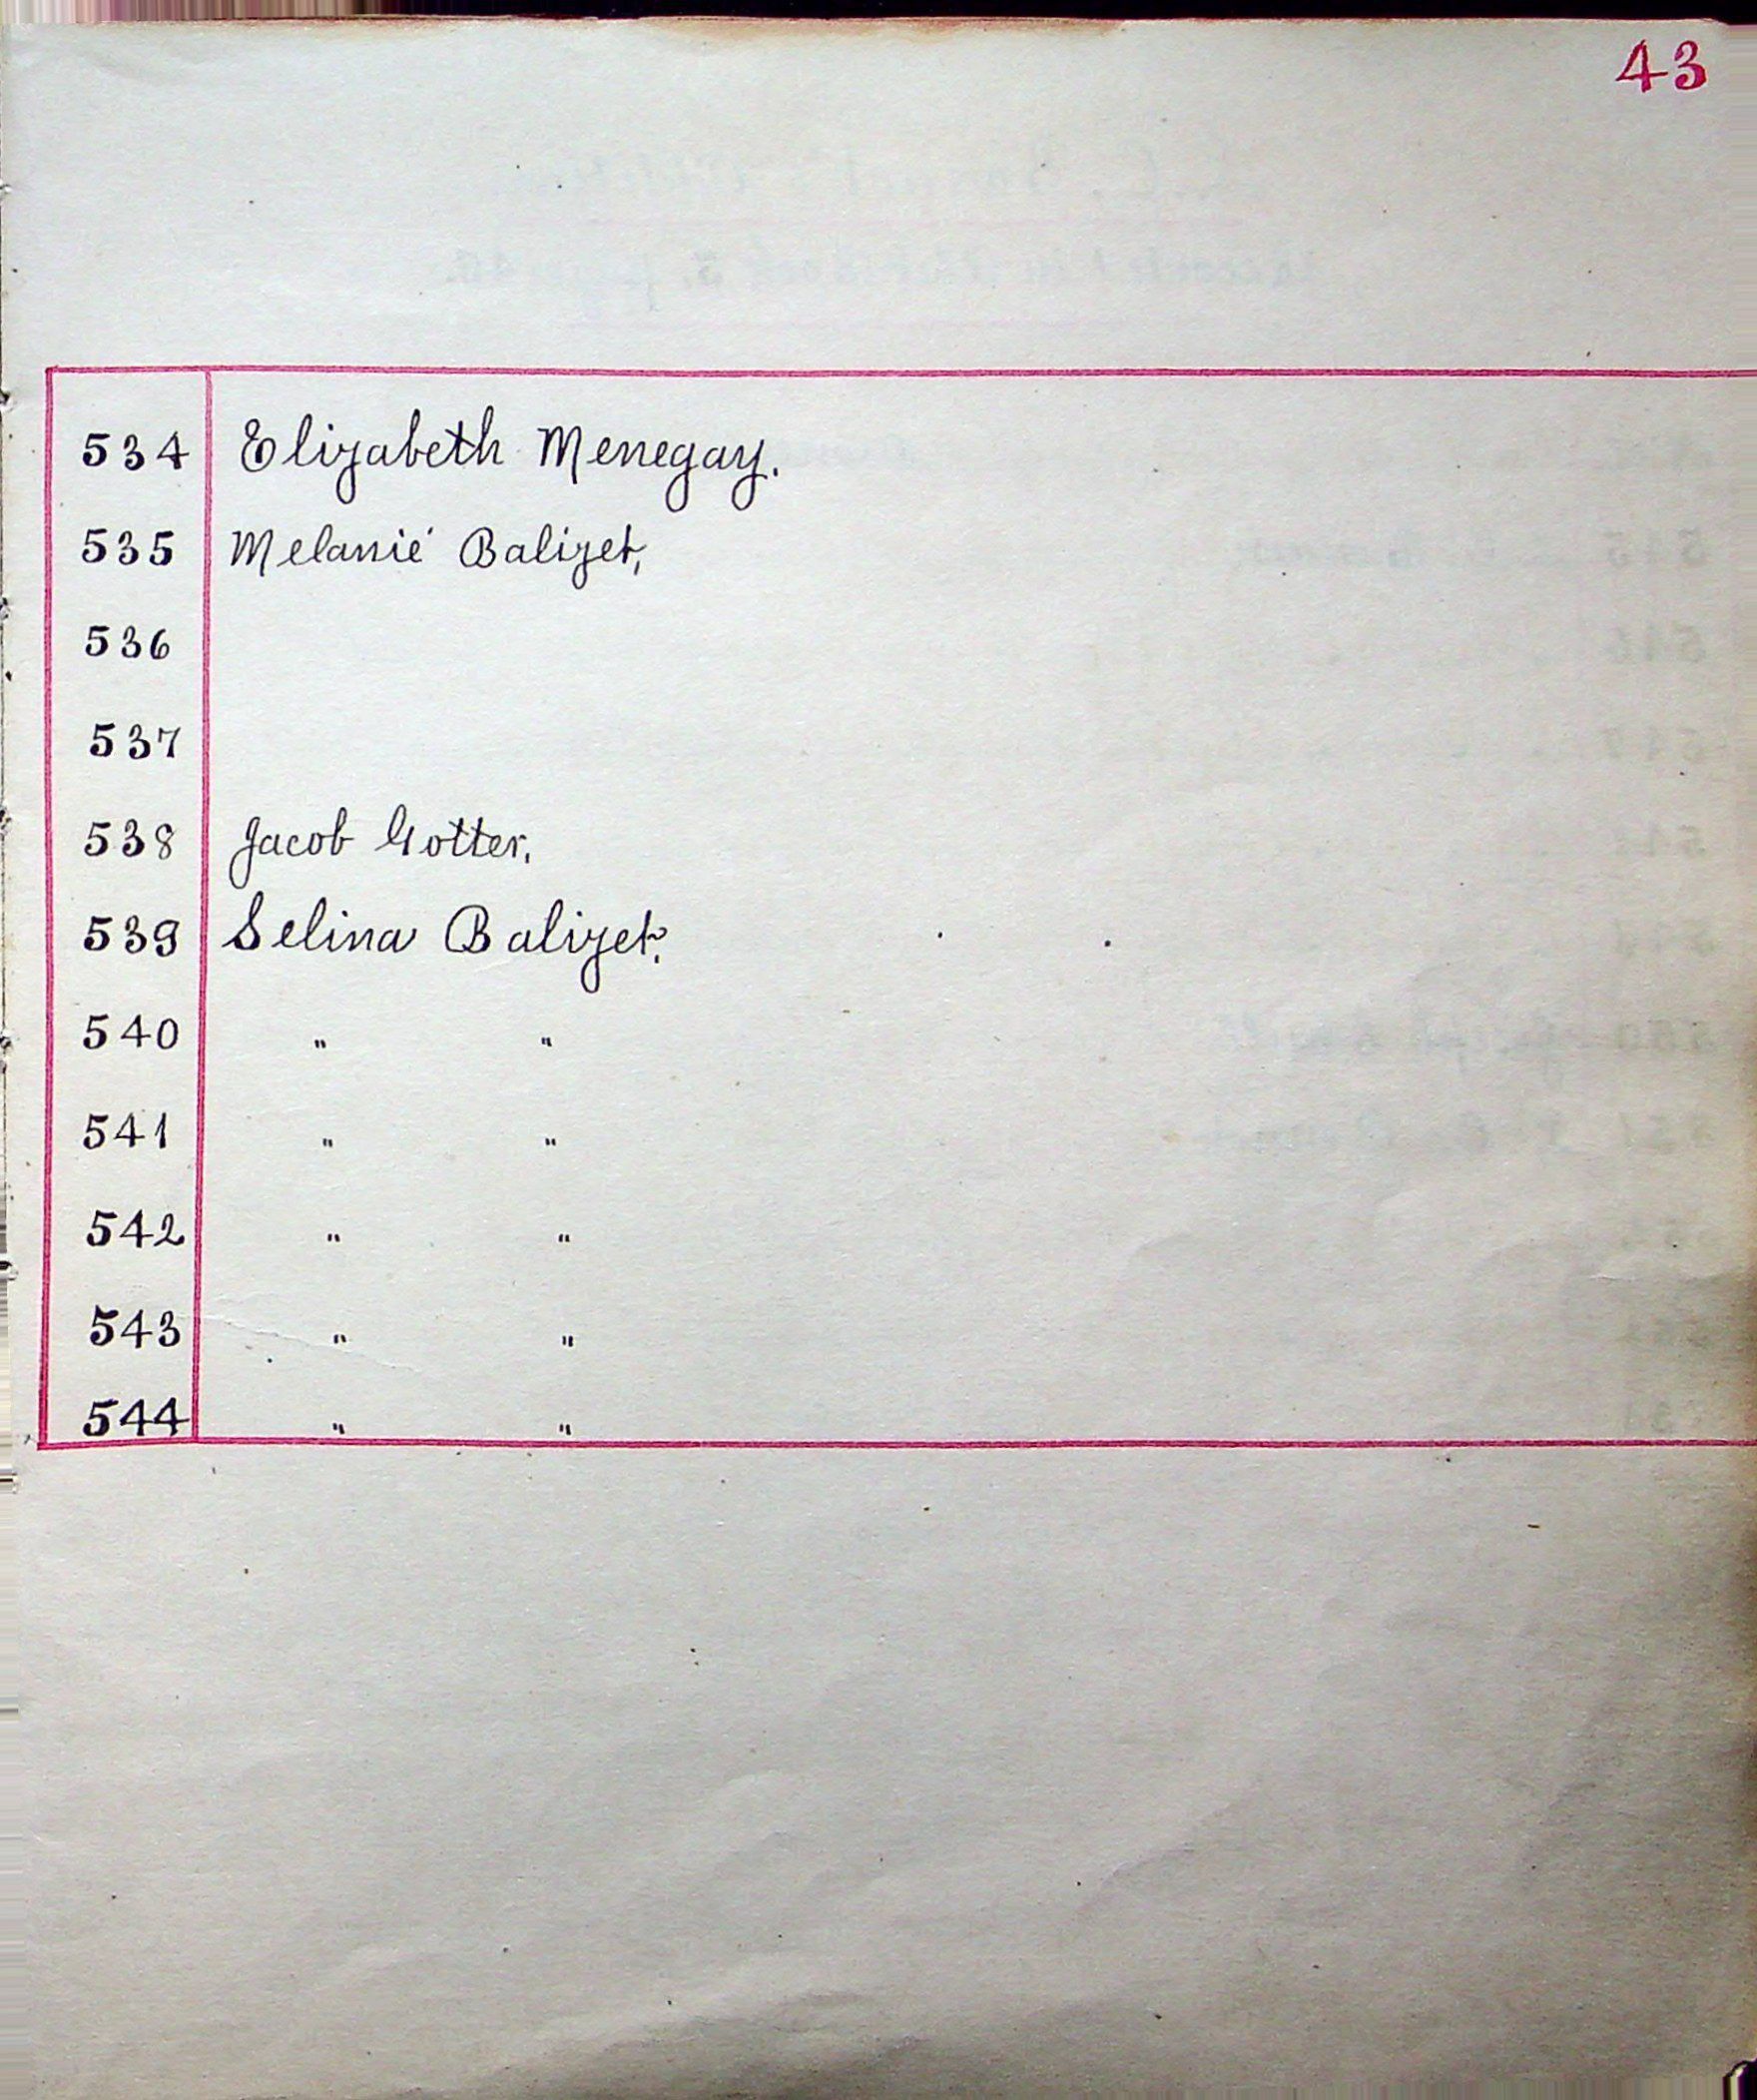 43
534 Elizabeth Menegay.
535 Melanie Balizet,
536
537
538 Jacob Gotter.
539 Selina Balizet.
540 " "
541 " "
542 " "
543 " "
544 " "